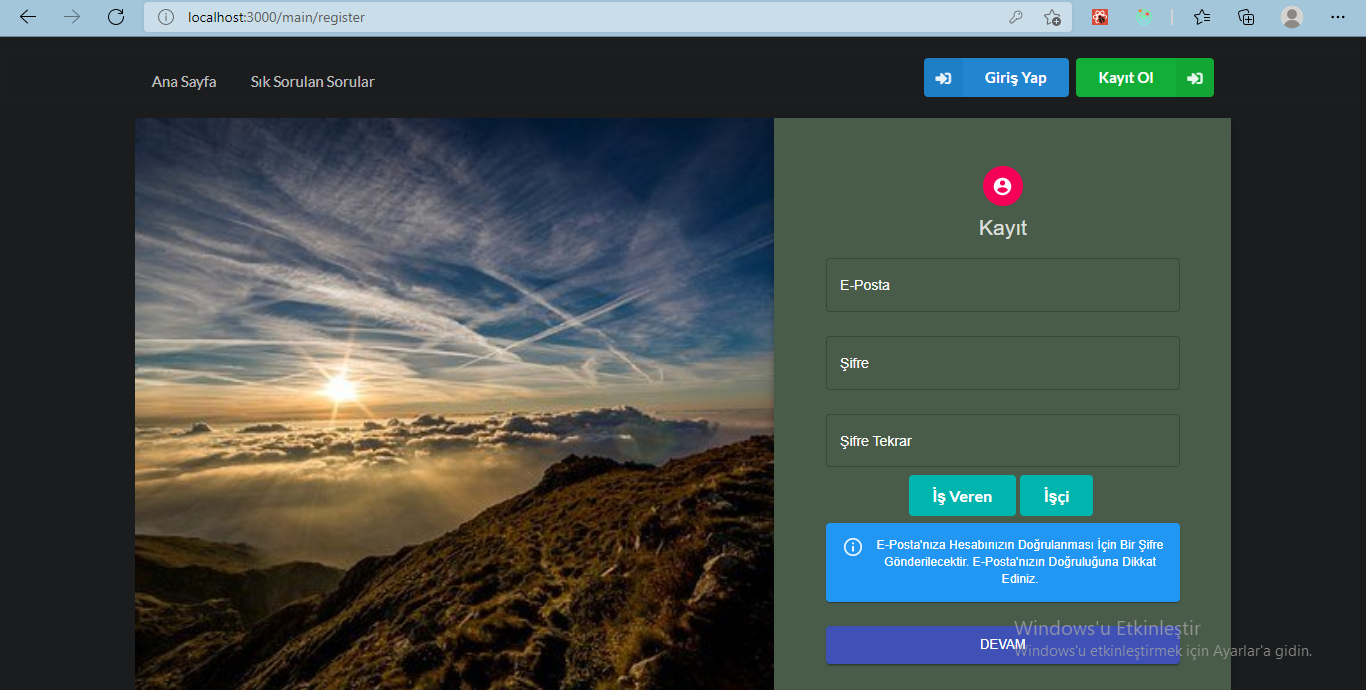 localhost:3000/main/register
Ana Sayfa
Sık Sorulan Sorular
Giriş Yap
Kayıt Ol
Kayıt
E-Posta
Şifre
Şifre Tekrar
İş Veren
İşçi
E-Posta'nıza Hesabınızın Doğrulanması İçin Bir Şifre
Gönderilecektir. E-Posta'nızın Doğruluğuna Dikkat
Ediniz.
Windows'u Etkinleştir
DEVAM
Windows'u etkinleştirmek için Ayarlar'a gidin.